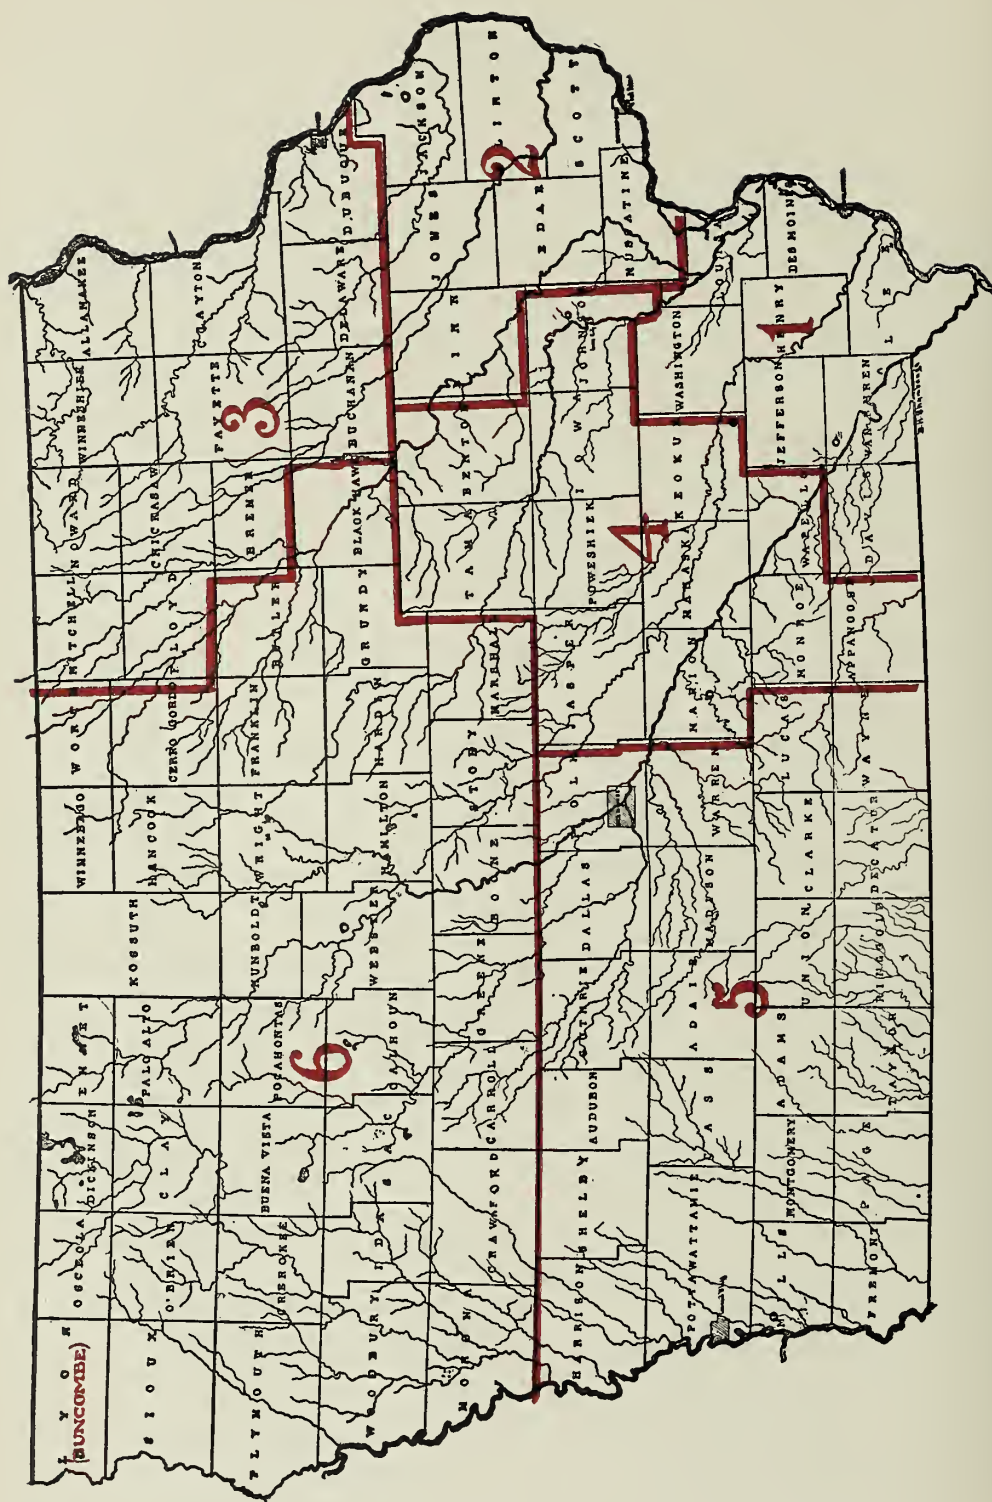 LYON
(BUNCOMBE)
OSCEOLA
DICKINSON
EMMET
WINNEBAGO
WORTH
MITCHELL
HOWARD
WINNESHIEK
ALLAMAKEE
SIOUX
O'BRIEN
CLAY
PALO ALTO
KOSSUTH
HANCOCK
CERRO GORDO
FLOYD
CHICKASAW
FAYETTE
CLAYTON
3
PLYMOUTH
CHEROKEE
BUENA VISTA
POCAHONTAS
HUMBOLDT
WRIGHT
FRANKLIN
BUTLER
BREMER
6
WOODBURY
IDA
SAC
CALHOUN
WEBSTER
HAMILTON
HARDIN
GRUNDY
BLACK HAWK
BUCHANAN
DELAWARE
DUBUQUE
MONONA
CRAWFORD
CARROLL
GREENE
BOONE
STORY
MARSHALL
TAMA
BENTON
LINN
JONES
JACKSON
CLINTON
2
HARRISON
SHELBY
AUDUBON
GUTHRIE
DALLAS
POLK
JASPER
POWESHIEK
IOWA
JOHNSON
CEDAR
SCOTT
MUSCATINE
4
POTTAWATTAMIE
CASS
ADAIR
MADISON
WARREN
MARION
MAHASKA
KEOKUK
WASHINGTON
LOUISA
5
MILLS
MONTGOMERY
ADAMS
UNION
CLARKE
LUCAS
MONROE
WAPELLO
JEFFERSON
HENRY
DESMOINES
1
FREMONT
PAGE
TAYLOR
RINGGOLD
DECATUR
WAYNE
APPANOOSE
DAVIS
VAN BUREN
LEE